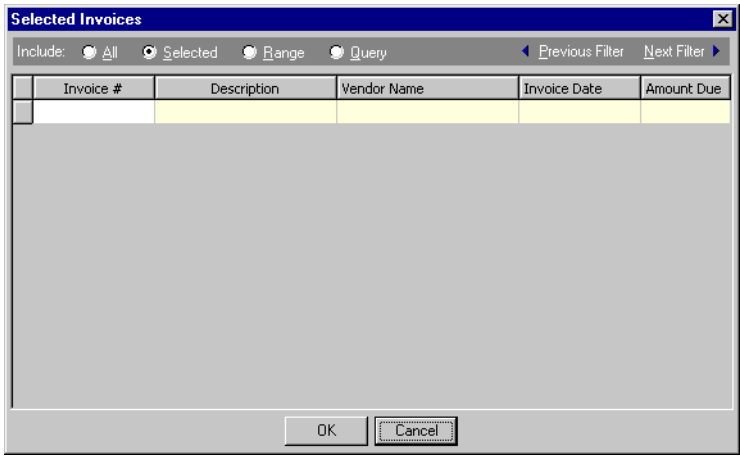 Selected Invoices
Include: All Selected Range Query Previous Filter Next Filter
Invoice # Description Vendor Name Invoice Date Amount Due
OK Cancel